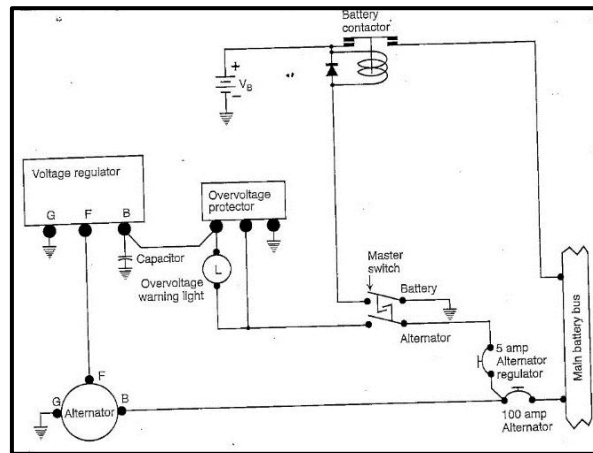 Battery
contactor
+
V_B
−
Voltage regulator
G F B
Overvoltage
protector
Capacitor
L
Overvoltage
warning light
Master
switch
Battery
Alternator
5 amp
Alternator
regulator
Main battery bus
F
G
Alternator
B
100 amp
Alternator